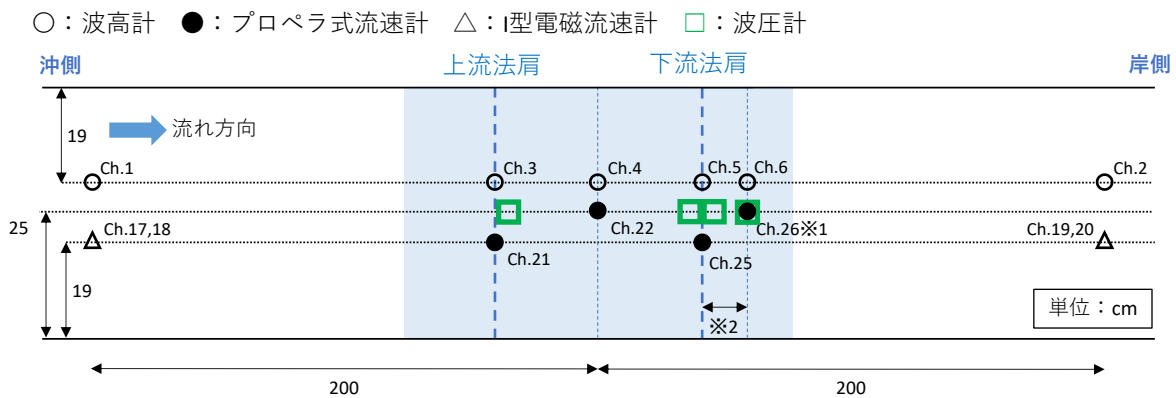 ○：波高計　●：プロペラ式流速計　△：I型電磁流速計　□：波圧計
沖側　上流法肩　下流法肩　岸側
19　流れ方向
Ch.1　Ch.3　Ch.4　Ch.5　Ch.6　Ch.2
25　Ch.17,18　Ch.22　Ch.26※1　Ch.19,20
Ch.21　Ch.25
19
※2　単位：cm
200　200